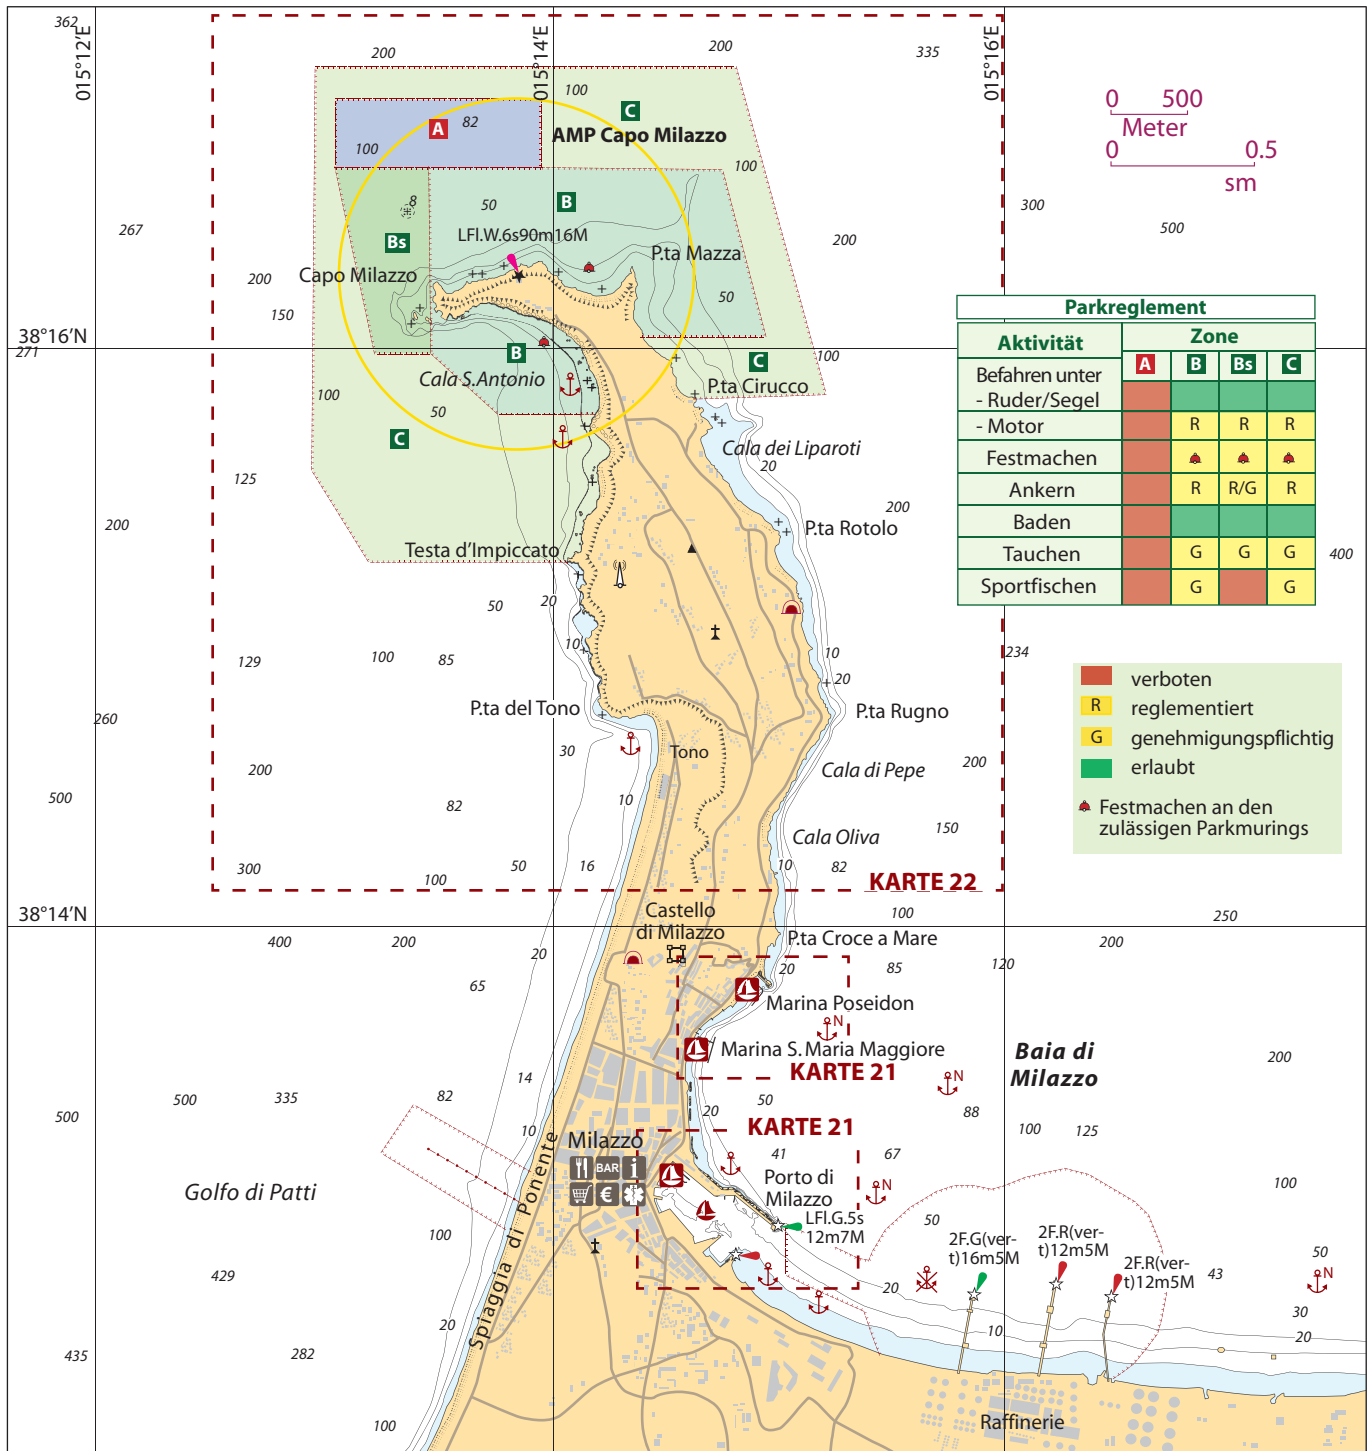 362
015°12'E
200
015°14'E
200
335
015°16'E
100
C
0 500
Meter
0 0.5
sm
A
82
AMP Capo Milazzo
100
100
8
50
B
267
Bs
LFl.W.6s90m16M
P.ta Mazza
200
300
500
Capo Milazzo
200
150
50
38°16'N
271
B
C
100
Cala S.Antonio
P.ta Cirucco
100
50
C
Cala dei Liparoti
20
125
200
200
P.ta Rotolo
Testa d'Impiccato
400
Parkreglement
Aktivität
Zone
A B Bs C
Befahren unter
- Ruder/Segel
- Motor R R R
Festmachen
Ankern R R/G R
Baden
Tauchen G G G
Sportfischen G G
50
20
10
129
100
85
10
20
234
260
P.ta del Tono
P.ta Rugno
verboten
R reglementiert
G genehmigungspflichtig
erlaubt
Festmachen an den
zulässigen Parkmurings
30
Tono
200
Cala di Pepe
200
500
82
10
Cala Oliva
150
300
100
50
16
10
82
KARTE 22
38°14'N
Castello
di Milazzo
100
250
400
200
20
P.ta Croce a Mare
200
20
85
120
65
Marina Poseidon
N
Marina S. Maria Maggiore
Baia di
Milazzo
200
KARTE 21
14
N
500
500
335
82
50
20
88
100
125
10
KARTE 21
Milazzo
41
67
BAR
i
€
Porto di
Milazzo
N
100
Golfo di Patti
Spiaggia di Ponente
LFl.G.5s
12m7M
50
2F.G(ver-
t)16m5M
2F.R(ver-
t)12m5M
2F.R(ver-
t)12m5M
50
N
43
100
429
20
30
20
20
10
435
282
100
Raffinerie